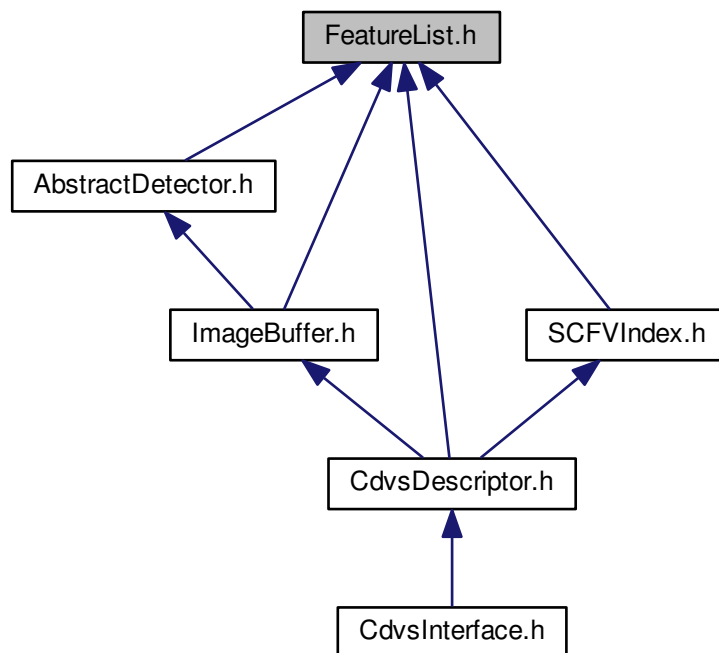 FeatureList.h
AbstractDetector.h
ImageBuffer.h
SCFVIndex.h
CdvsDescriptor.h
CdvsInterface.h